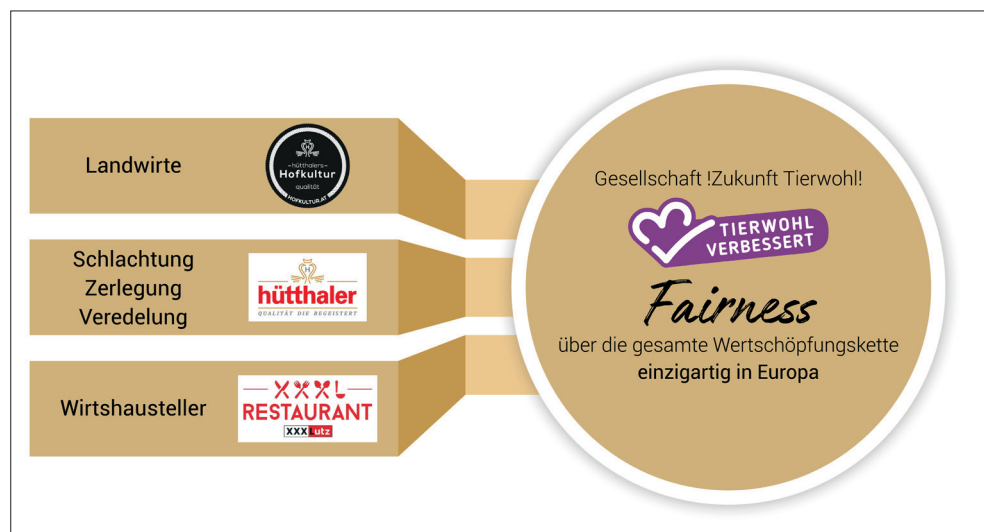 Landwirte
hütthalers
Hofkultur
qualität
HOFKULTUR.AT
Schlachtung
Zerlegung
Veredelung
H
hütthaler
QUALITÄT DIE BEGEISTERT
Wirtshausteller
XXXL
RESTAURANT
XXXLutz
Gesellschaft !Zukunft Tierwohl!
TIERWOHL
VERBESSERT
Fairness
über die gesamte Wertschöpfungskette
einzigartig in Europa